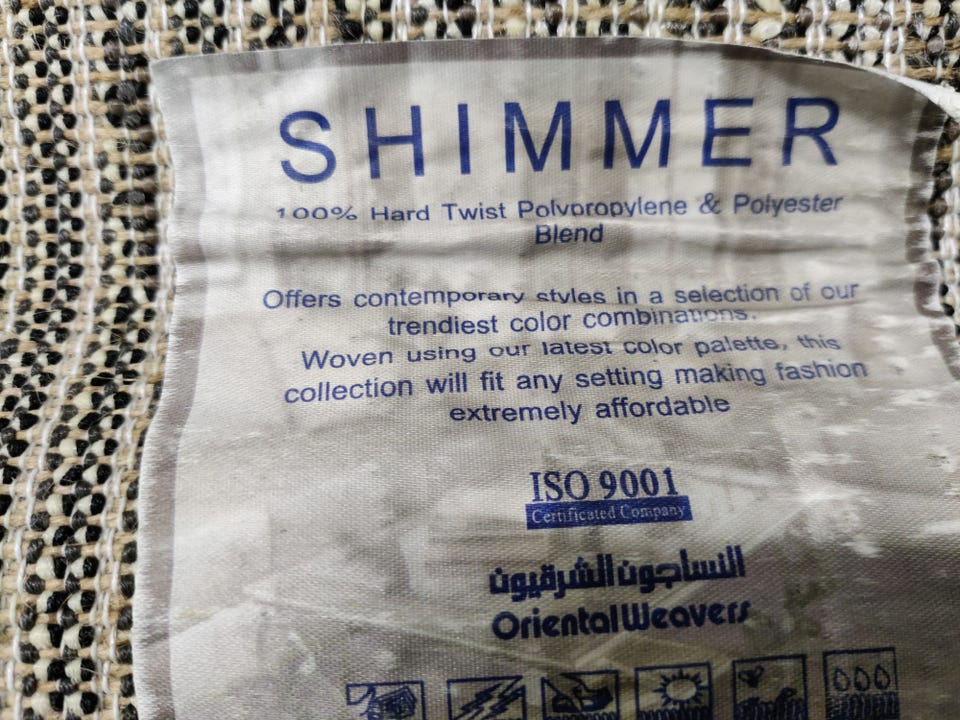 SHIMMER
100% Hard Twist Polypropylene & Polyester
Blend
Offers contemporary styles in a selection of our
trendiest color combinations.
Woven using our latest color palette, this
collection will fit any setting making fashion
extremely affordable
ISO 9001
Certificated Company
النساجون الشرقيون
Oriental Weavers